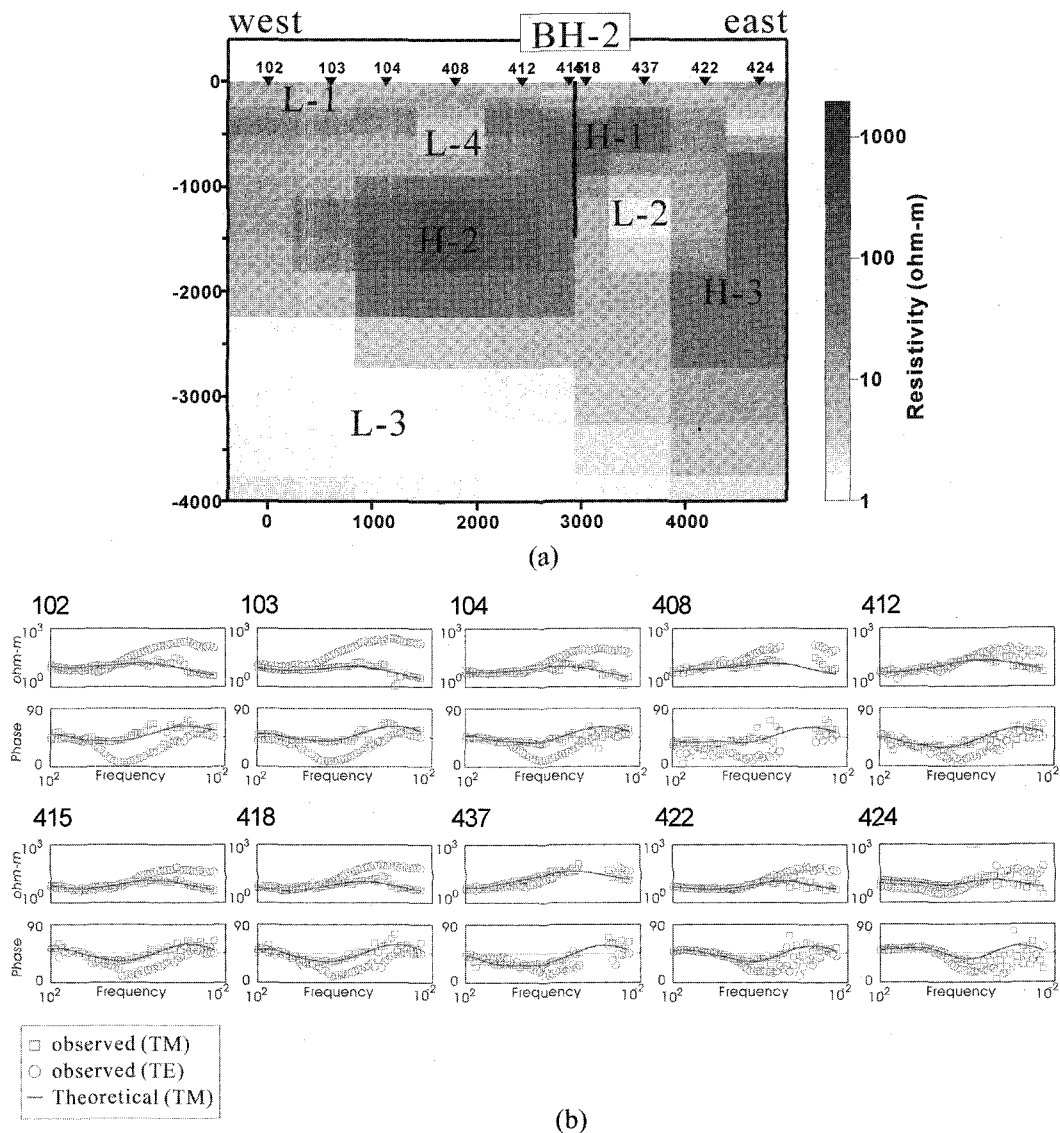 west BH-2 east
102 103 104 408 412 415 418 437 422 424
0
-1000
-2000
-3000
-4000
L-1
L-4
H-1
L-2
H-2
H-3
L-3
0 1000 2000 3000 4000
1000
100
10
1
Resistivity (ohm-m)
(a)
102 103 104 408 412
ohm-m
10³ 10³ 10³ 10³ 10³
10⁰ 10⁰ 10⁰ 10⁰ 10⁰
Phase
90 90 90 90 90
0 0 0 0 0
10² Frequency 10² 10² Frequency 10² 10² Frequency 10² 10² Frequency 10² 10² Frequency 10²
415 418 437 422 424
ohm-m
10³ 10³ 10³ 10³ 10³
10⁰ 10⁰ 10⁰ 10⁰ 10⁰
Phase
90 90 90 90 90
0 0 0 0 0
10² Frequency 10² 10² Frequency 10² 10² Frequency 10² 10² Frequency 10² 10² Frequency 10²
observed (TM)
observed (TE)
Theoretical (TM)
(b)